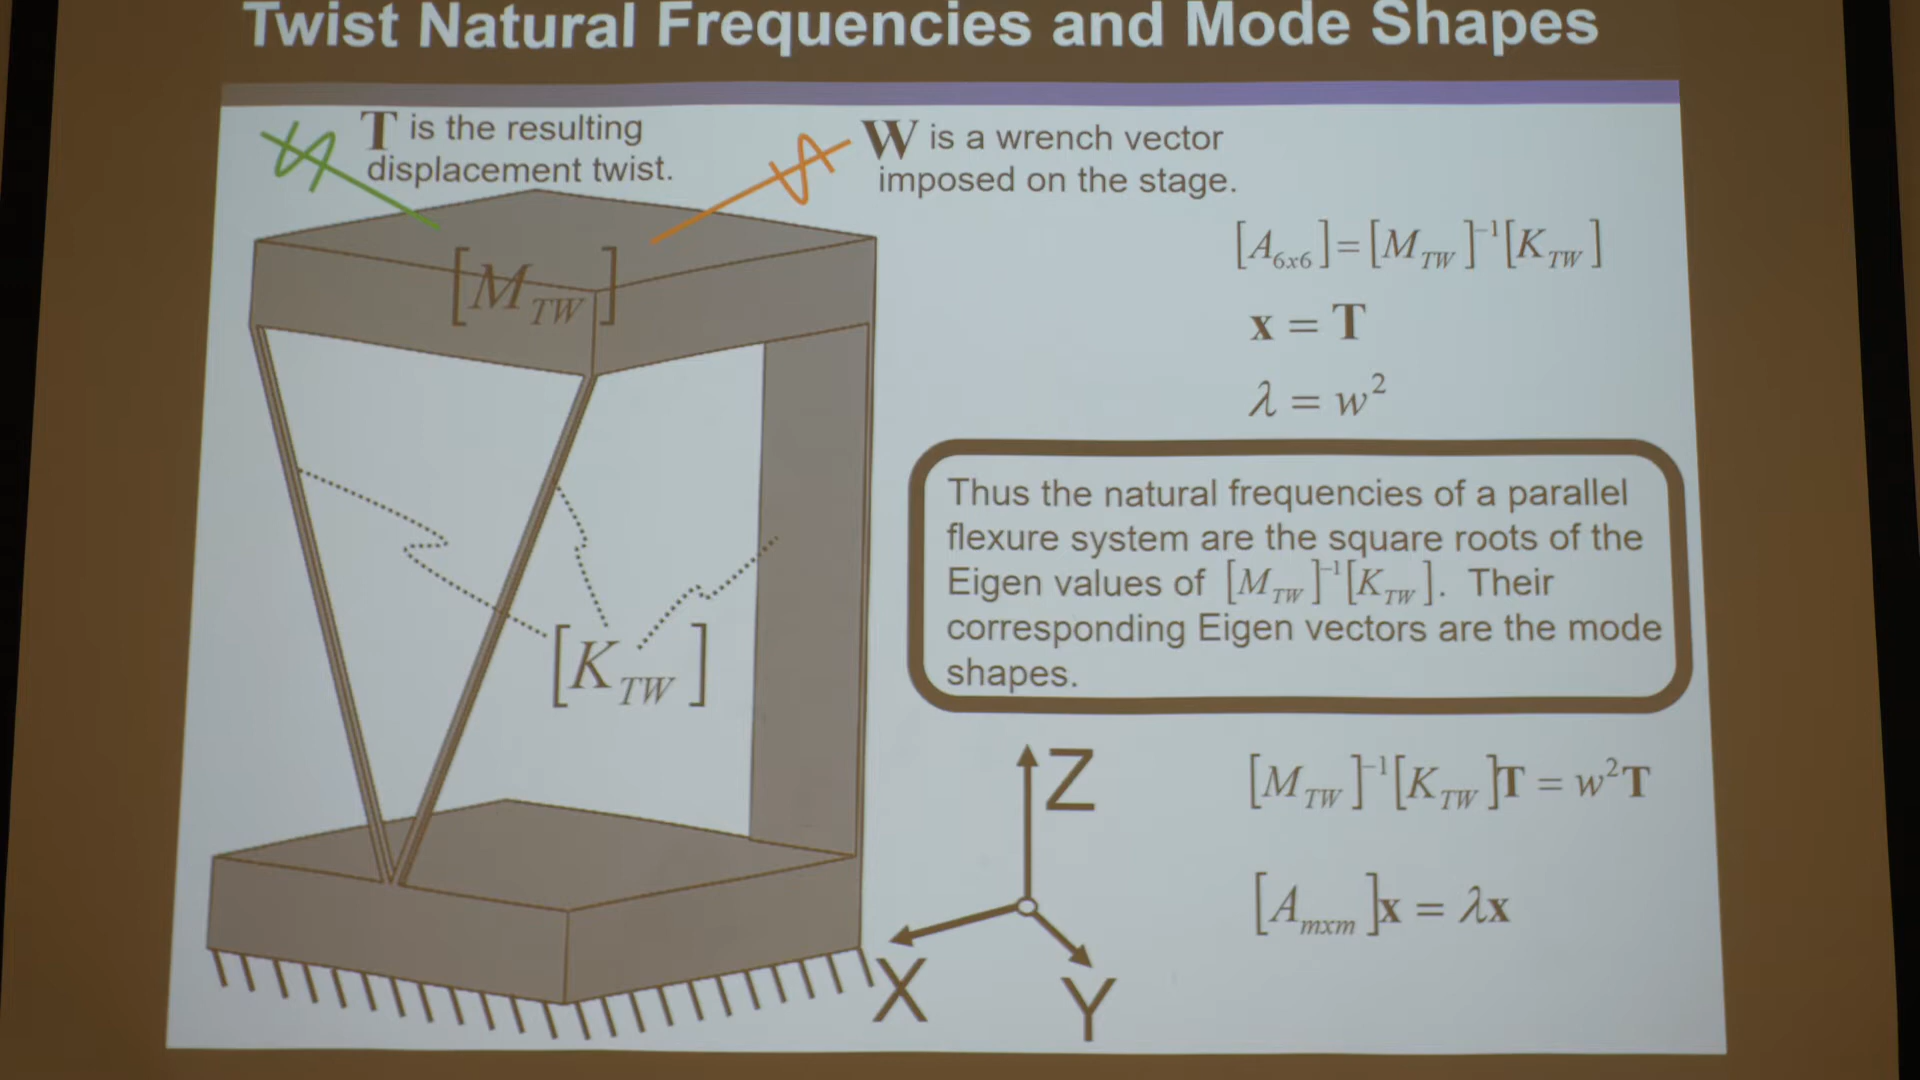 Twist Natural Frequencies and Mode Shapes
T is the resulting
displacement twist.
W is a wrench vector
imposed on the stage.
[M_TW]
[A_6x6] = [M_TW]^-1 [K_TW]
x = T
λ = w^2
Thus the natural frequencies of a parallel
flexure system are the square roots of the
Eigen values of [M_TW]^-1 [K_TW]. Their
corresponding Eigen vectors are the mode
shapes.
[K_TW]
Z
X
Y
[M_TW]^-1 [K_TW] T = w^2 T
[A_mxm] x = λx